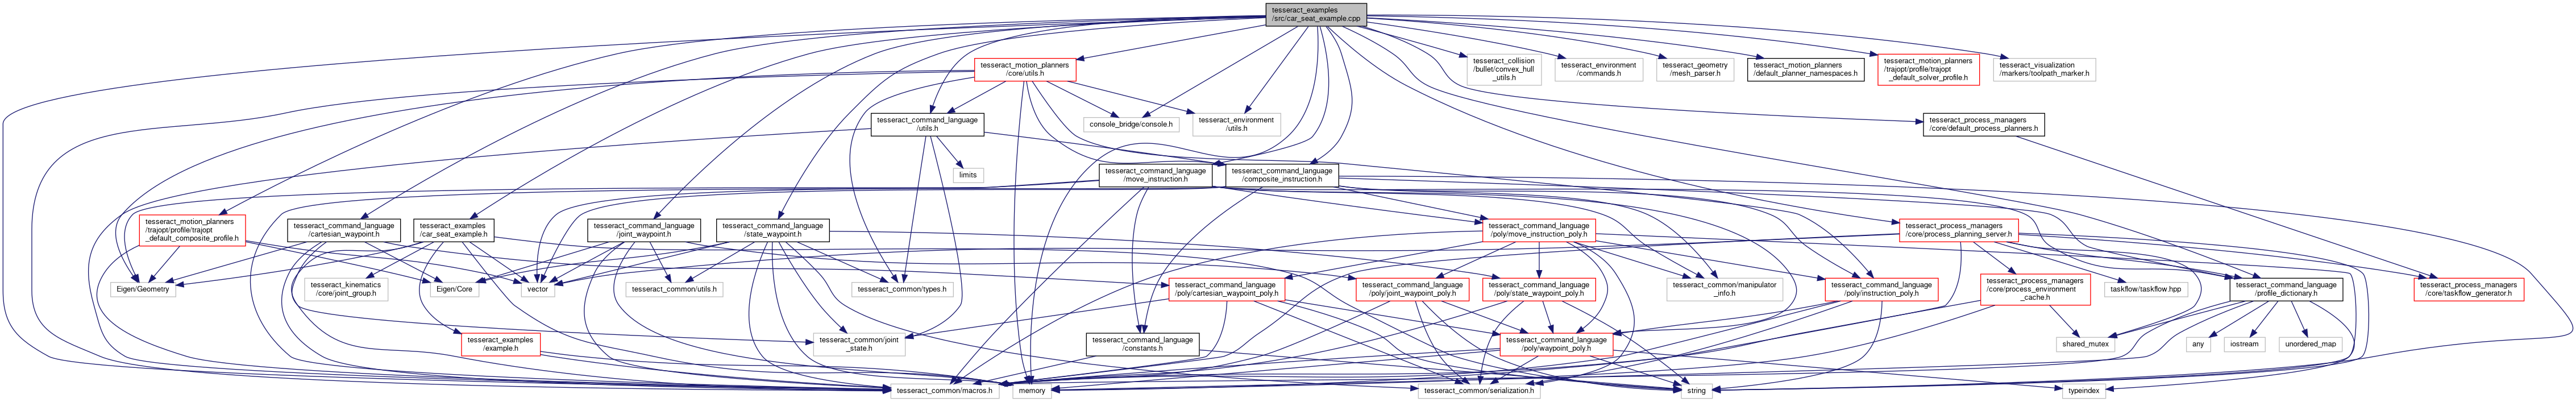 tesseract_examples
/src/car_seat_example.cpp
tesseract_motion_planners
/core/utils.h
tesseract_collision
/bullet/convex_hull
_utils.h
tesseract_environment
/commands.h
tesseract_geometry
/mesh_parser.h
tesseract_motion_planners
/default_planner_namespaces.h
tesseract_motion_planners
/trajopt/profile/trajopt
_default_solver_profile.h
tesseract_visualization
/markers/toolpath_marker.h
tesseract_command_language
/utils.h
console_bridge/console.h
tesseract_environment
/utils.h
tesseract_process_managers
/core/default_process_planners.h
limits
tesseract_command_language
/move_instruction.h
tesseract_command_language
/composite_instruction.h
tesseract_motion_planners
/trajopt/profile/trajopt
_default_composite_profile.h
tesseract_command_language
/cartesian_waypoint.h
tesseract_examples
/car_seat_example.h
tesseract_command_language
/joint_waypoint.h
tesseract_command_language
/state_waypoint.h
tesseract_command_language
/poly/move_instruction_poly.h
tesseract_process_managers
/core/process_planning_server.h
Eigen/Geometry
tesseract_kinematics
/core/joint_group.h
Eigen/Core
vector
tesseract_common/utils.h
tesseract_common/types.h
tesseract_command_language
/poly/cartesian_waypoint_poly.h
tesseract_command_language
/poly/joint_waypoint_poly.h
tesseract_command_language
/poly/state_waypoint_poly.h
tesseract_common/manipulator
_info.h
tesseract_command_language
/poly/instruction_poly.h
tesseract_process_managers
/core/process_environment
_cache.h
taskflow/taskflow.hpp
tesseract_command_language
/profile_dictionary.h
tesseract_process_managers
/core/taskflow_generator.h
tesseract_examples
/example.h
tesseract_common/joint
_state.h
tesseract_command_language
/constants.h
tesseract_command_language
/poly/waypoint_poly.h
shared_mutex
any
iostream
unordered_map
tesseract_common/macros.h
memory
tesseract_common/serialization.h
string
typeindex